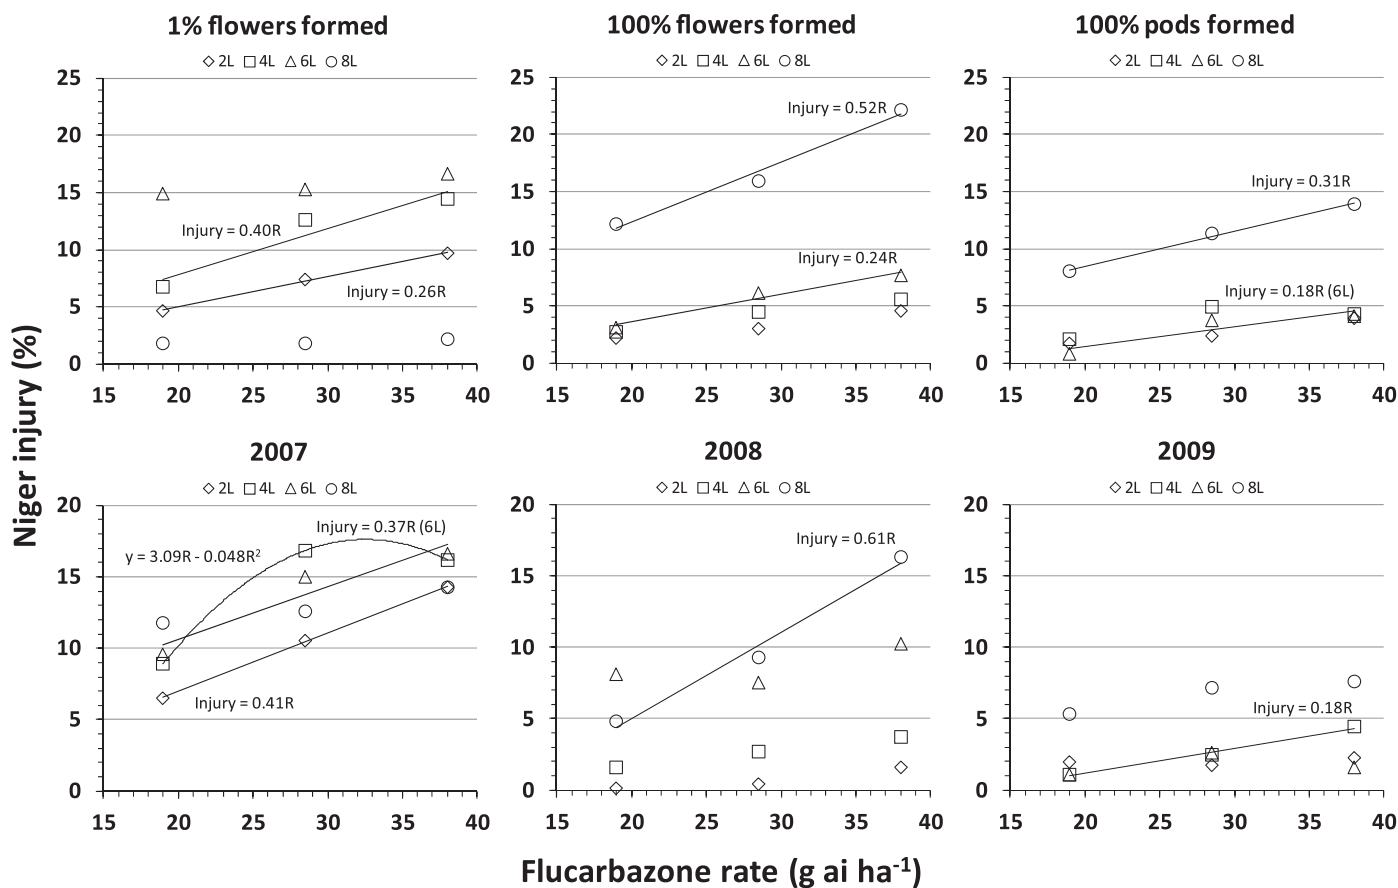 1% flowers formed
100% flowers formed
100% pods formed
2L 4L 6L 8L
2L 4L 6L 8L
2L 4L 6L 8L
25
20
15
10
5
0
15 20 25 30 35 40
Injury = 0.40R
Injury = 0.26R
25
20
15
10
5
0
15 20 25 30 35 40
Injury = 0.52R
Injury = 0.24R
25
20
15
10
5
0
15 20 25 30 35 40
Injury = 0.31R
Injury = 0.18R (6L)
Niger injury (%)
2007
2008
2009
2L 4L 6L 8L
2L 4L 6L 8L
2L 4L 6L 8L
20
15
10
5
0
15 20 25 30 35 40
Injury = 0.37R (6L)
y = 3.09R - 0.048R²
Injury = 0.41R
20
15
10
5
0
15 20 25 30 35 40
Injury = 0.61R
20
15
10
5
0
15 20 25 30 35 40
Injury = 0.18R
Flucarbazone rate (g ai ha⁻¹)